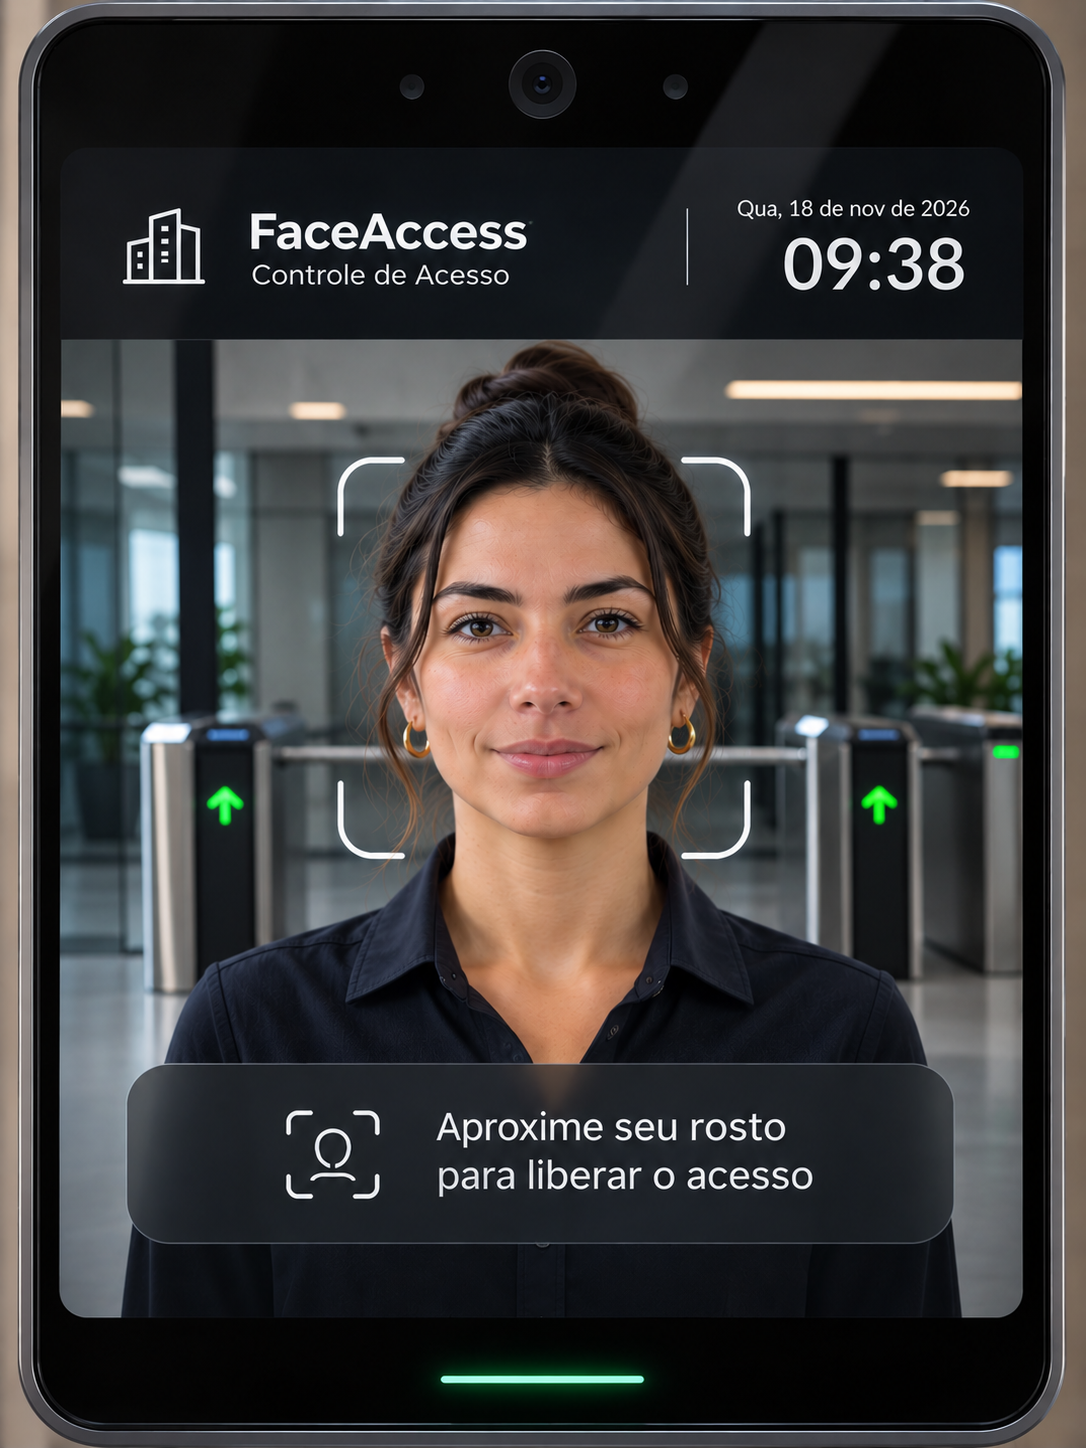 FaceAccess
Controle de Acesso
Qua, 18 de nov de 2026
09:38
Aproxime seu rosto
para liberar o acesso